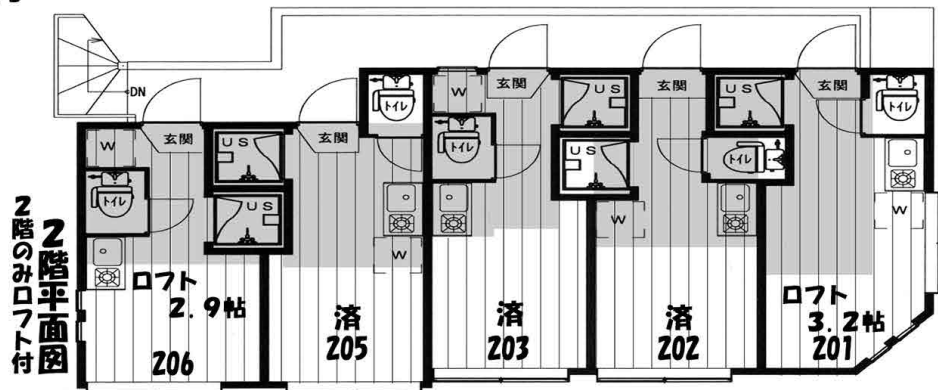 DN
玄関
玄関
玄関
玄関
玄関
トイレ
トイレ
トイレ
トイレ
トイレ
US
US
US
US
US
W
W
W
W
W
2階平面図
2階のみロフト付
ロフト
2.9帖
206
済
205
済
203
済
202
ロフト
3.2帖
201